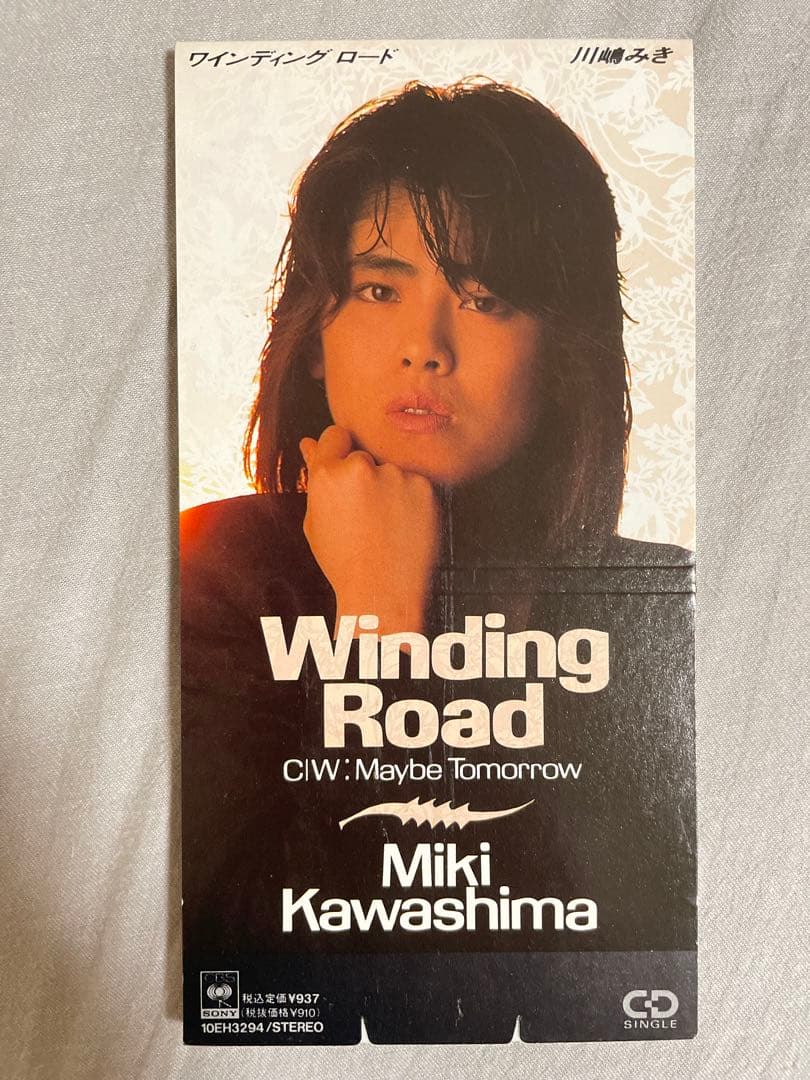 ワインディング ロード 川嶋みき
Winding
Road
C/W:Maybe Tomorrow
Miki
Kawashima
CBS
SONY
税込定価¥937
(税抜価格¥910)
10EH3294/STEREO
CD
SINGLE